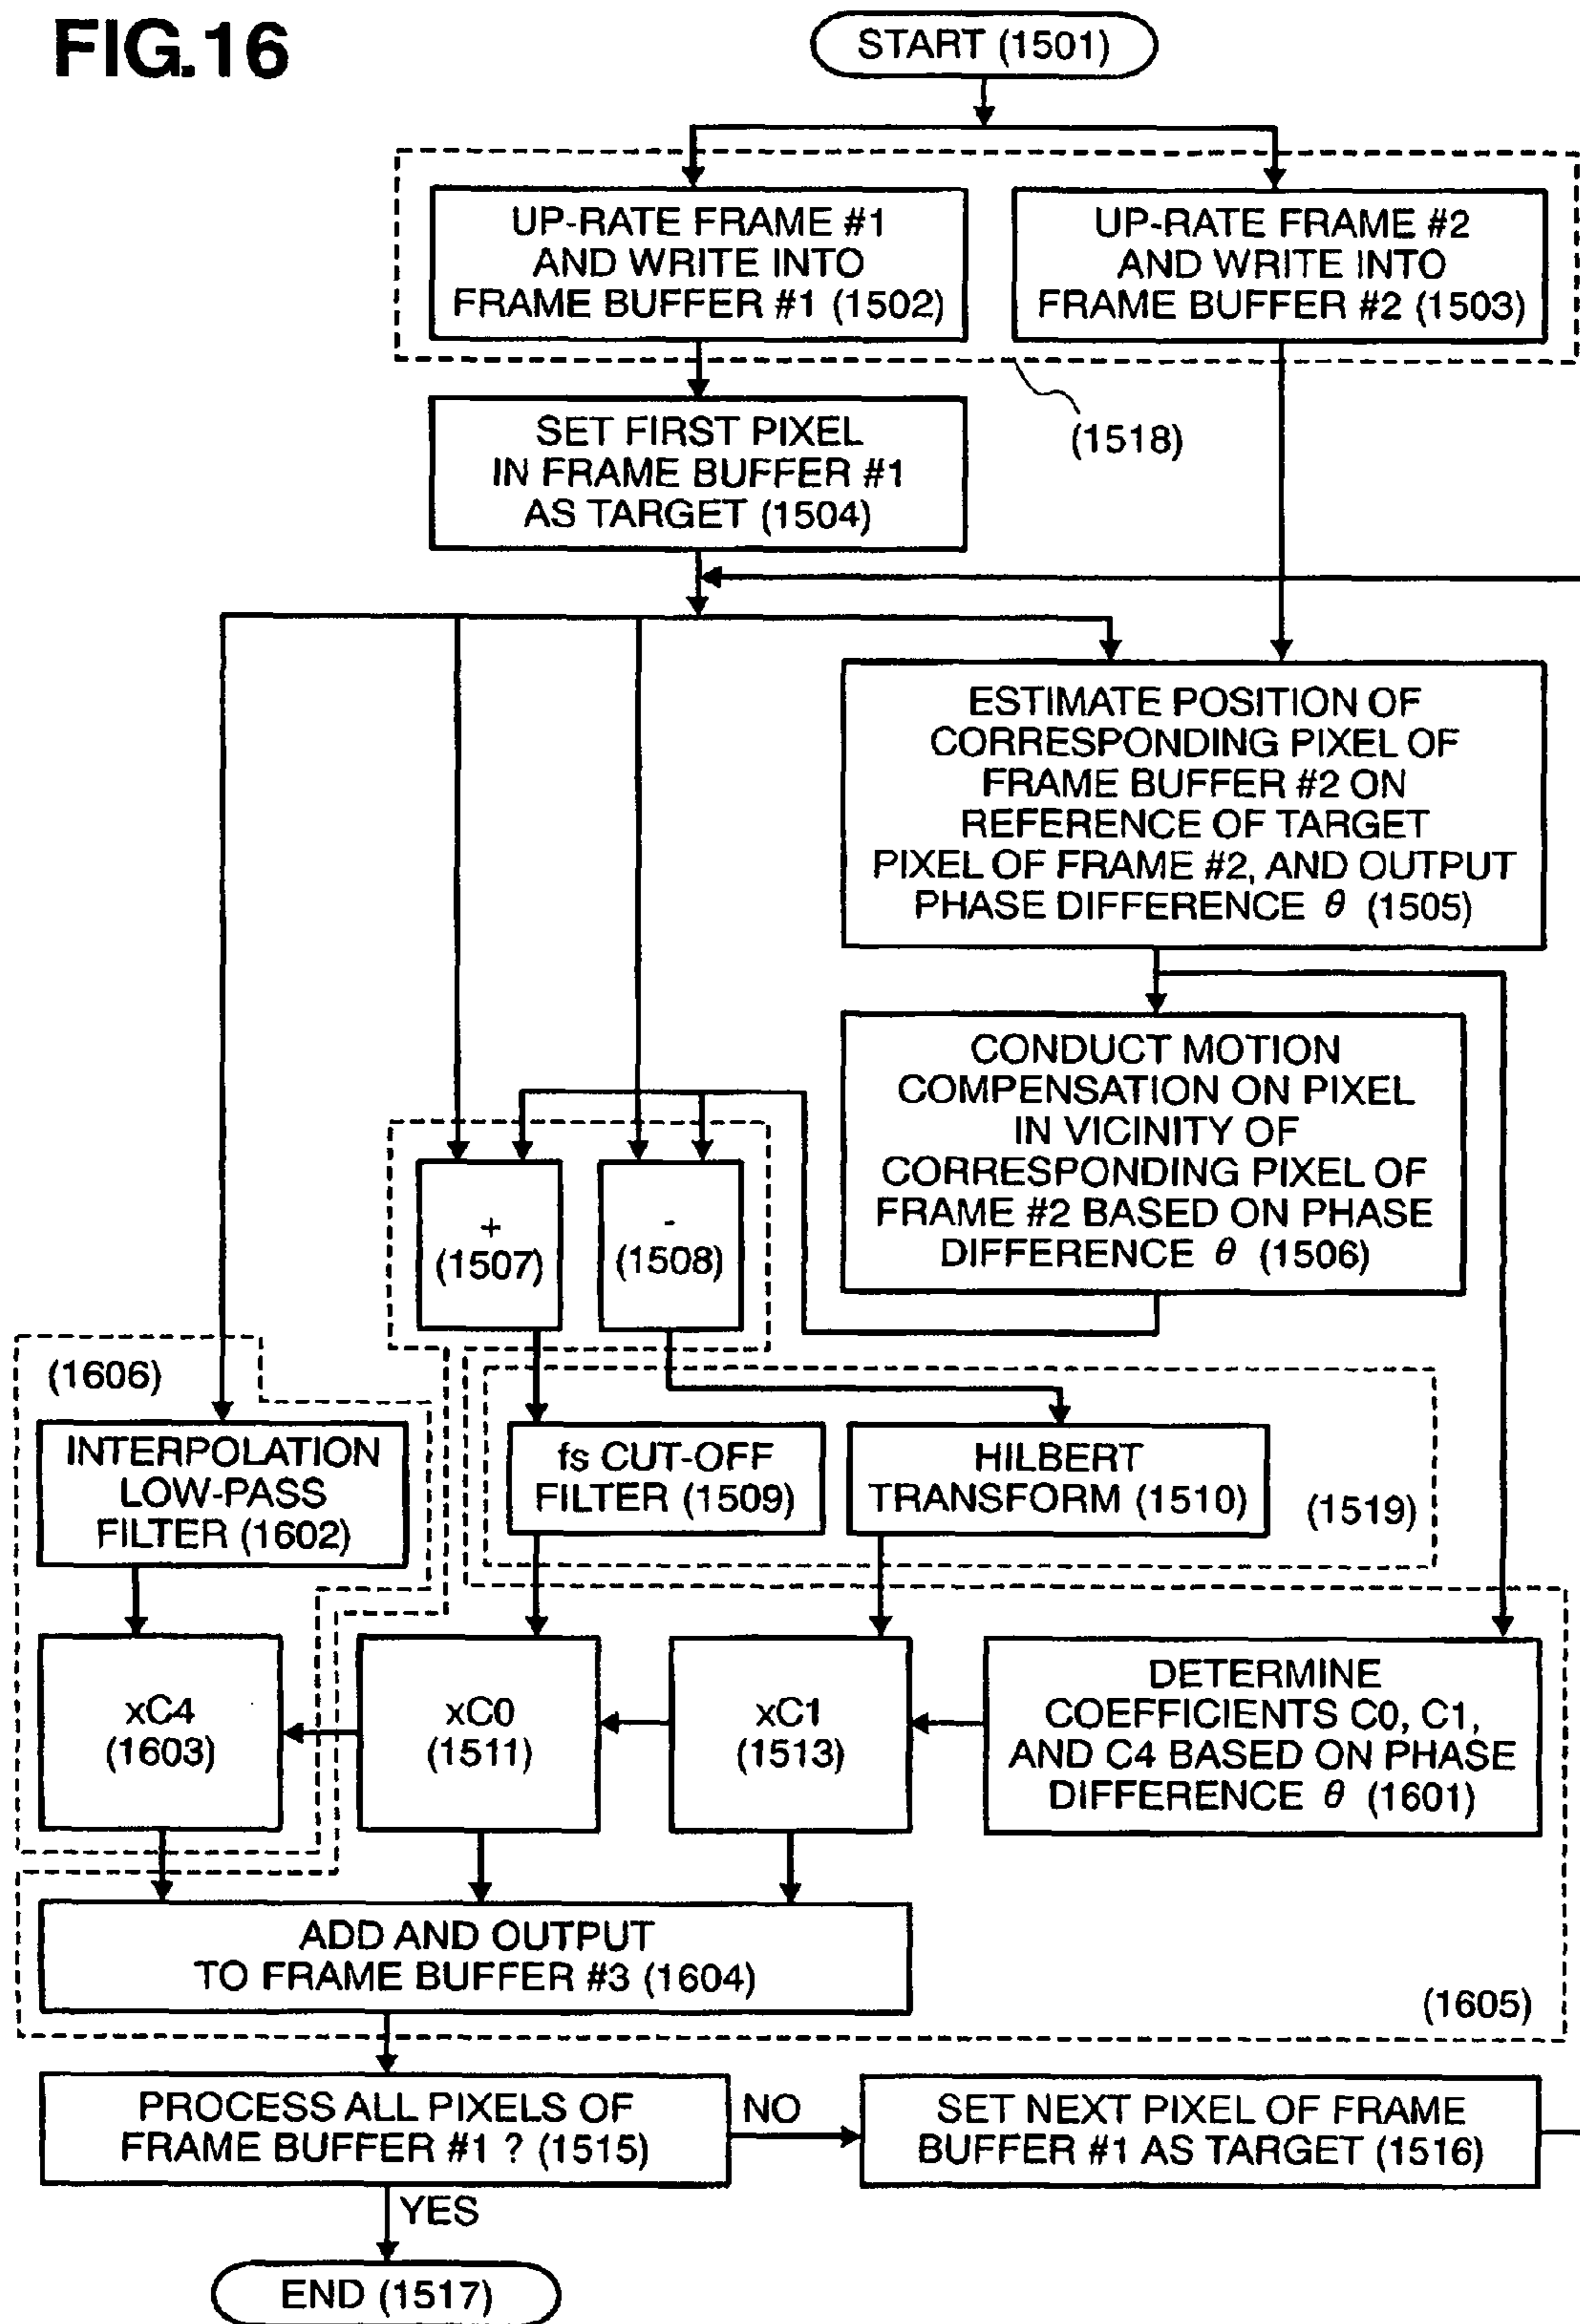 FIG.16
START (1501)
UP-RATE FRAME #1
AND WRITE INTO
FRAME BUFFER #1 (1502)
UP-RATE FRAME #2
AND WRITE INTO
FRAME BUFFER #2 (1503)
(1518)
SET FIRST PIXEL
IN FRAME BUFFER #1
AS TARGET (1504)
ESTIMATE POSITION OF
CORRESPONDING PIXEL OF
FRAME BUFFER #2 ON
REFERENCE OF TARGET
PIXEL OF FRAME #2, AND OUTPUT
PHASE DIFFERENCE θ (1505)
CONDUCT MOTION
COMPENSATION ON PIXEL
IN VICINITY OF
CORRESPONDING PIXEL OF
FRAME #2 BASED ON PHASE
DIFFERENCE θ (1506)
+
(1507)
-
(1508)
(1606)
INTERPOLATION
LOW-PASS
FILTER (1602)
fs CUT-OFF
FILTER (1509)
HILBERT
TRANSFORM (1510)
(1519)
xC4
(1603)
xC0
(1511)
xC1
(1513)
DETERMINE
COEFFICIENTS C0, C1,
AND C4 BASED ON PHASE
DIFFERENCE θ (1601)
ADD AND OUTPUT
TO FRAME BUFFER #3 (1604)
(1605)
PROCESS ALL PIXELS OF
FRAME BUFFER #1 ? (1515)
NO
SET NEXT PIXEL OF FRAME
BUFFER #1 AS TARGET (1516)
YES
END (1517)